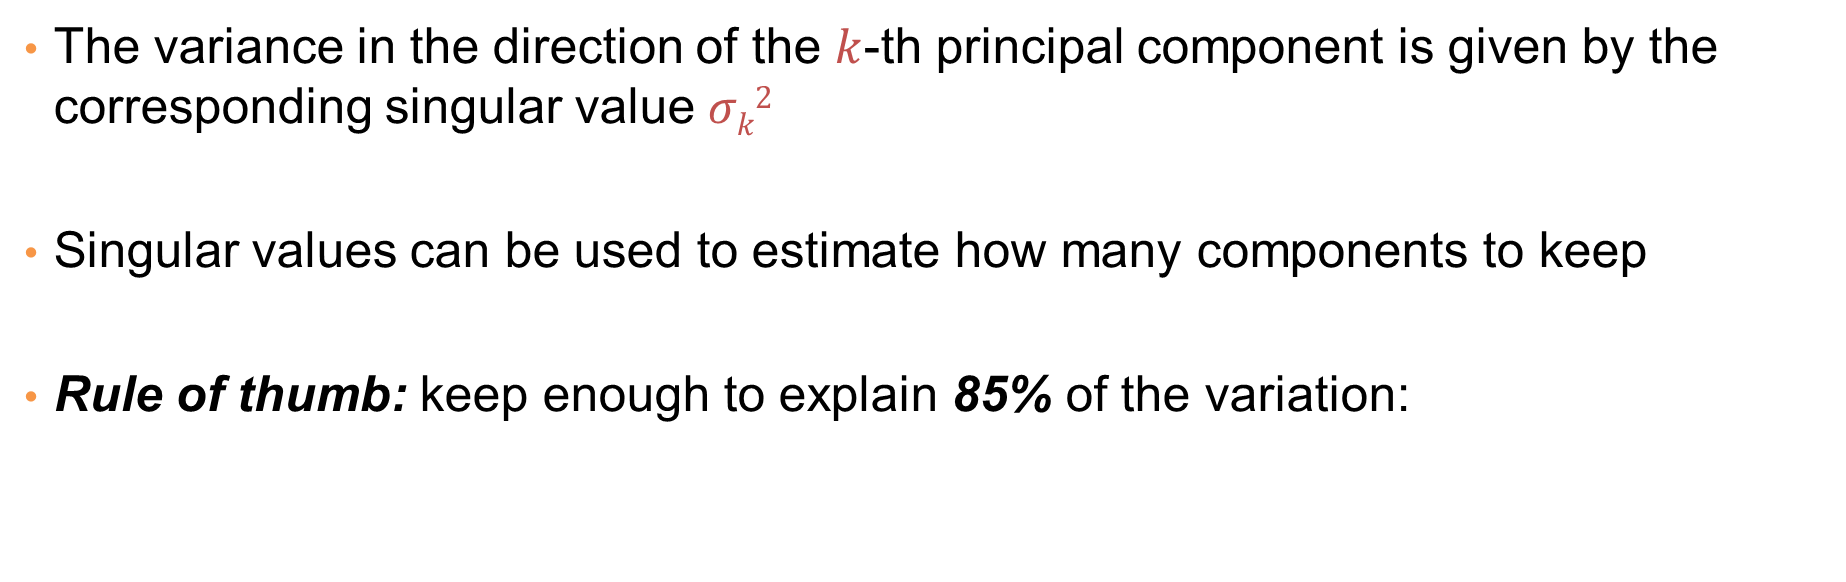 • The variance in the direction of the k-th principal component is given by the
corresponding singular value σₖ²
• Singular values can be used to estimate how many components to keep
• Rule of thumb: keep enough to explain 85% of the variation: